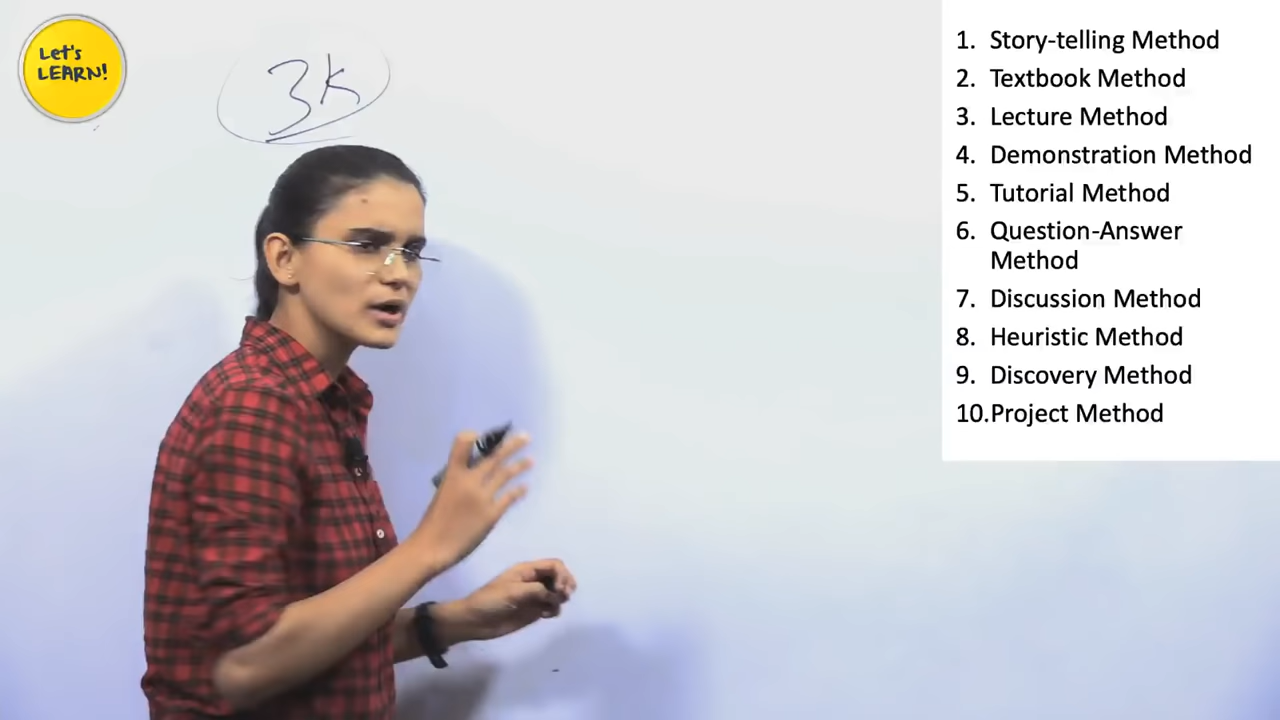 Let's
LEARN!
3K
1. Story-telling Method
2. Textbook Method
3. Lecture Method
4. Demonstration Method
5. Tutorial Method
6. Question-Answer
Method
7. Discussion Method
8. Heuristic Method
9. Discovery Method
10.Project Method